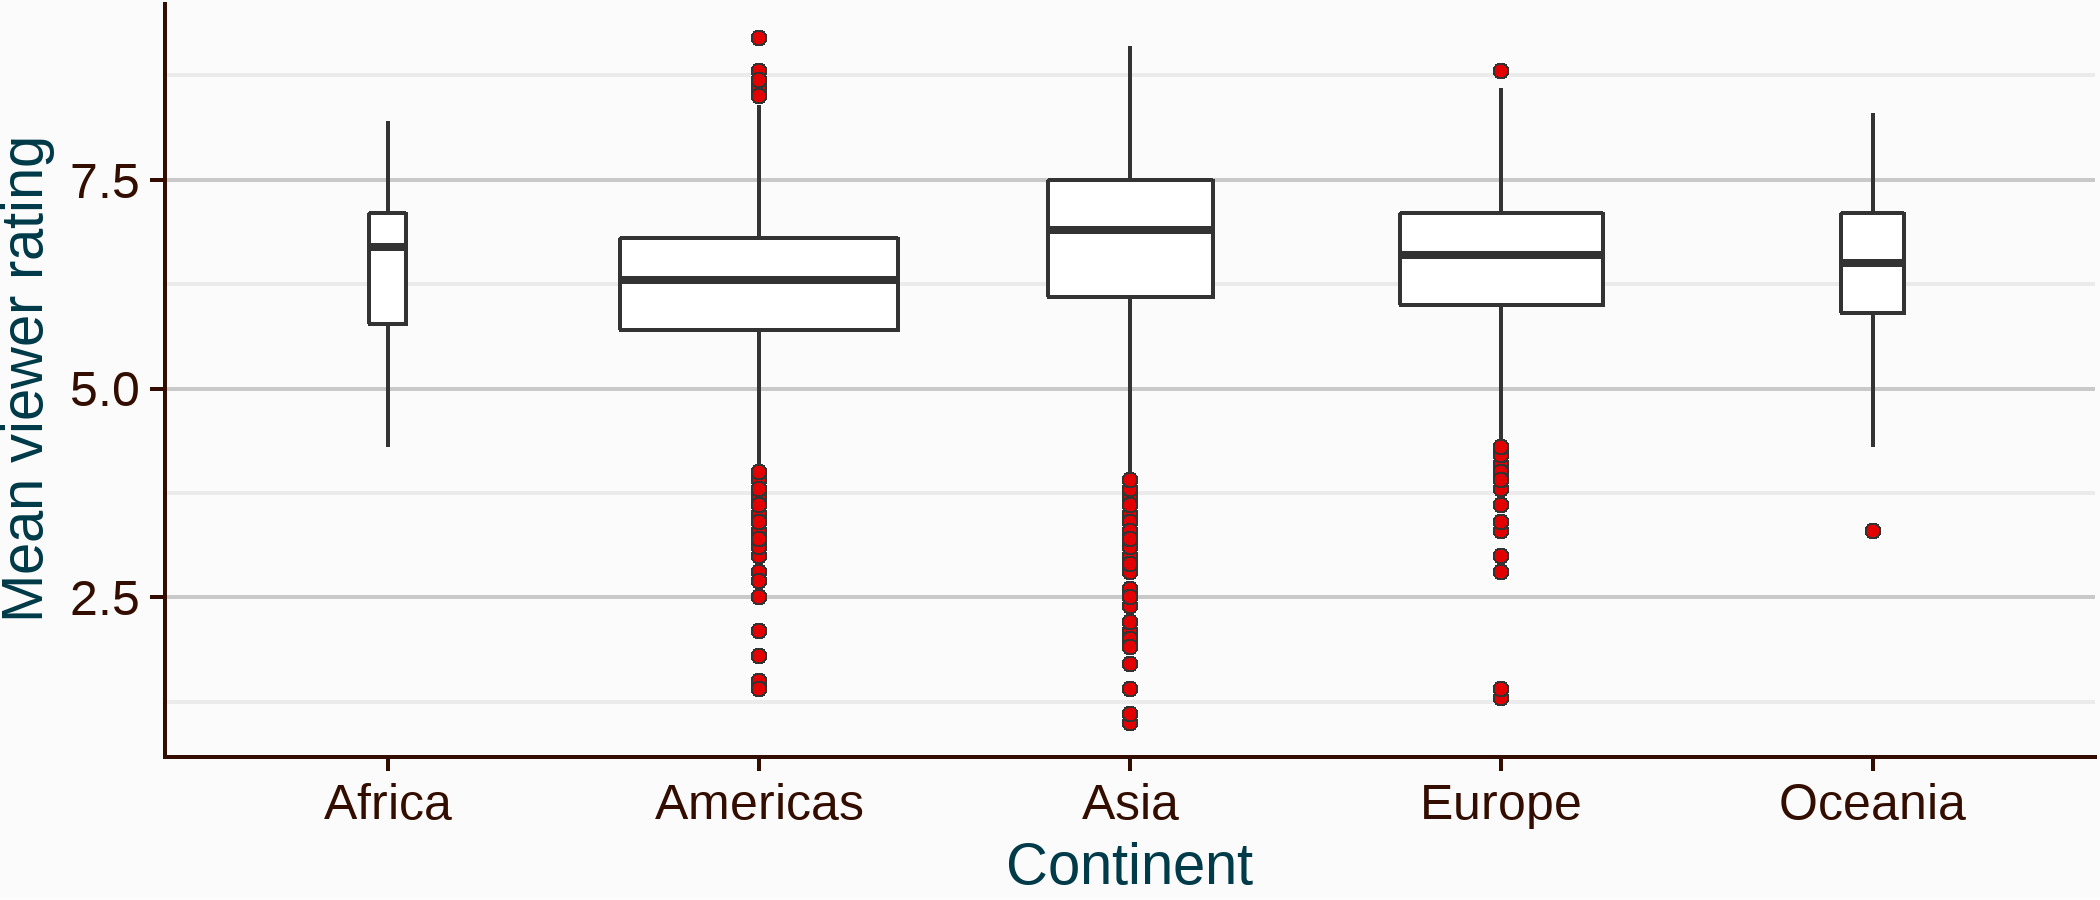 Mean viewer rating
7.5
5.0
2.5
Africa Americas Asia Europe Oceania
Continent